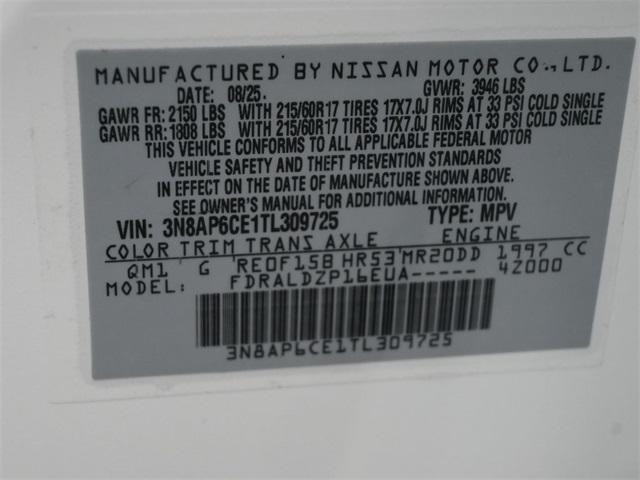 MANUFACTURED BY NISSAN MOTOR CO., LTD.
DATE: 08/25. GVWR: 3946 LBS
GAWR FR: 2150 LBS WITH 215/60R17 TIRES 17X7.0J RIMS AT 33 PSI COLD SINGLE
GAWR RR: 1808 LBS WITH 215/60R17 TIRES 17X7.0J RIMS AT 33 PSI COLD SINGLE
THIS VEHICLE CONFORMS TO ALL APPLICABLE FEDERAL MOTOR
VEHICLE SAFETY AND THEFT PREVENTION STANDARDS
IN EFFECT ON THE DATE OF MANUFACTURE SHOWN ABOVE.
SEE OWNER'S MANUAL FOR ADDITIONAL INFORMATION.
VIN: 3N8AP6CE1TL309725 TYPE: MPV
COLOR TRIM TRANS AXLE ENGINE
QM1 G RE0F15B HR53 MR20DD 1997 CC
MODEL: FDRALDZP16EUA----- 4Z000
3N8AP6CE1TL309725